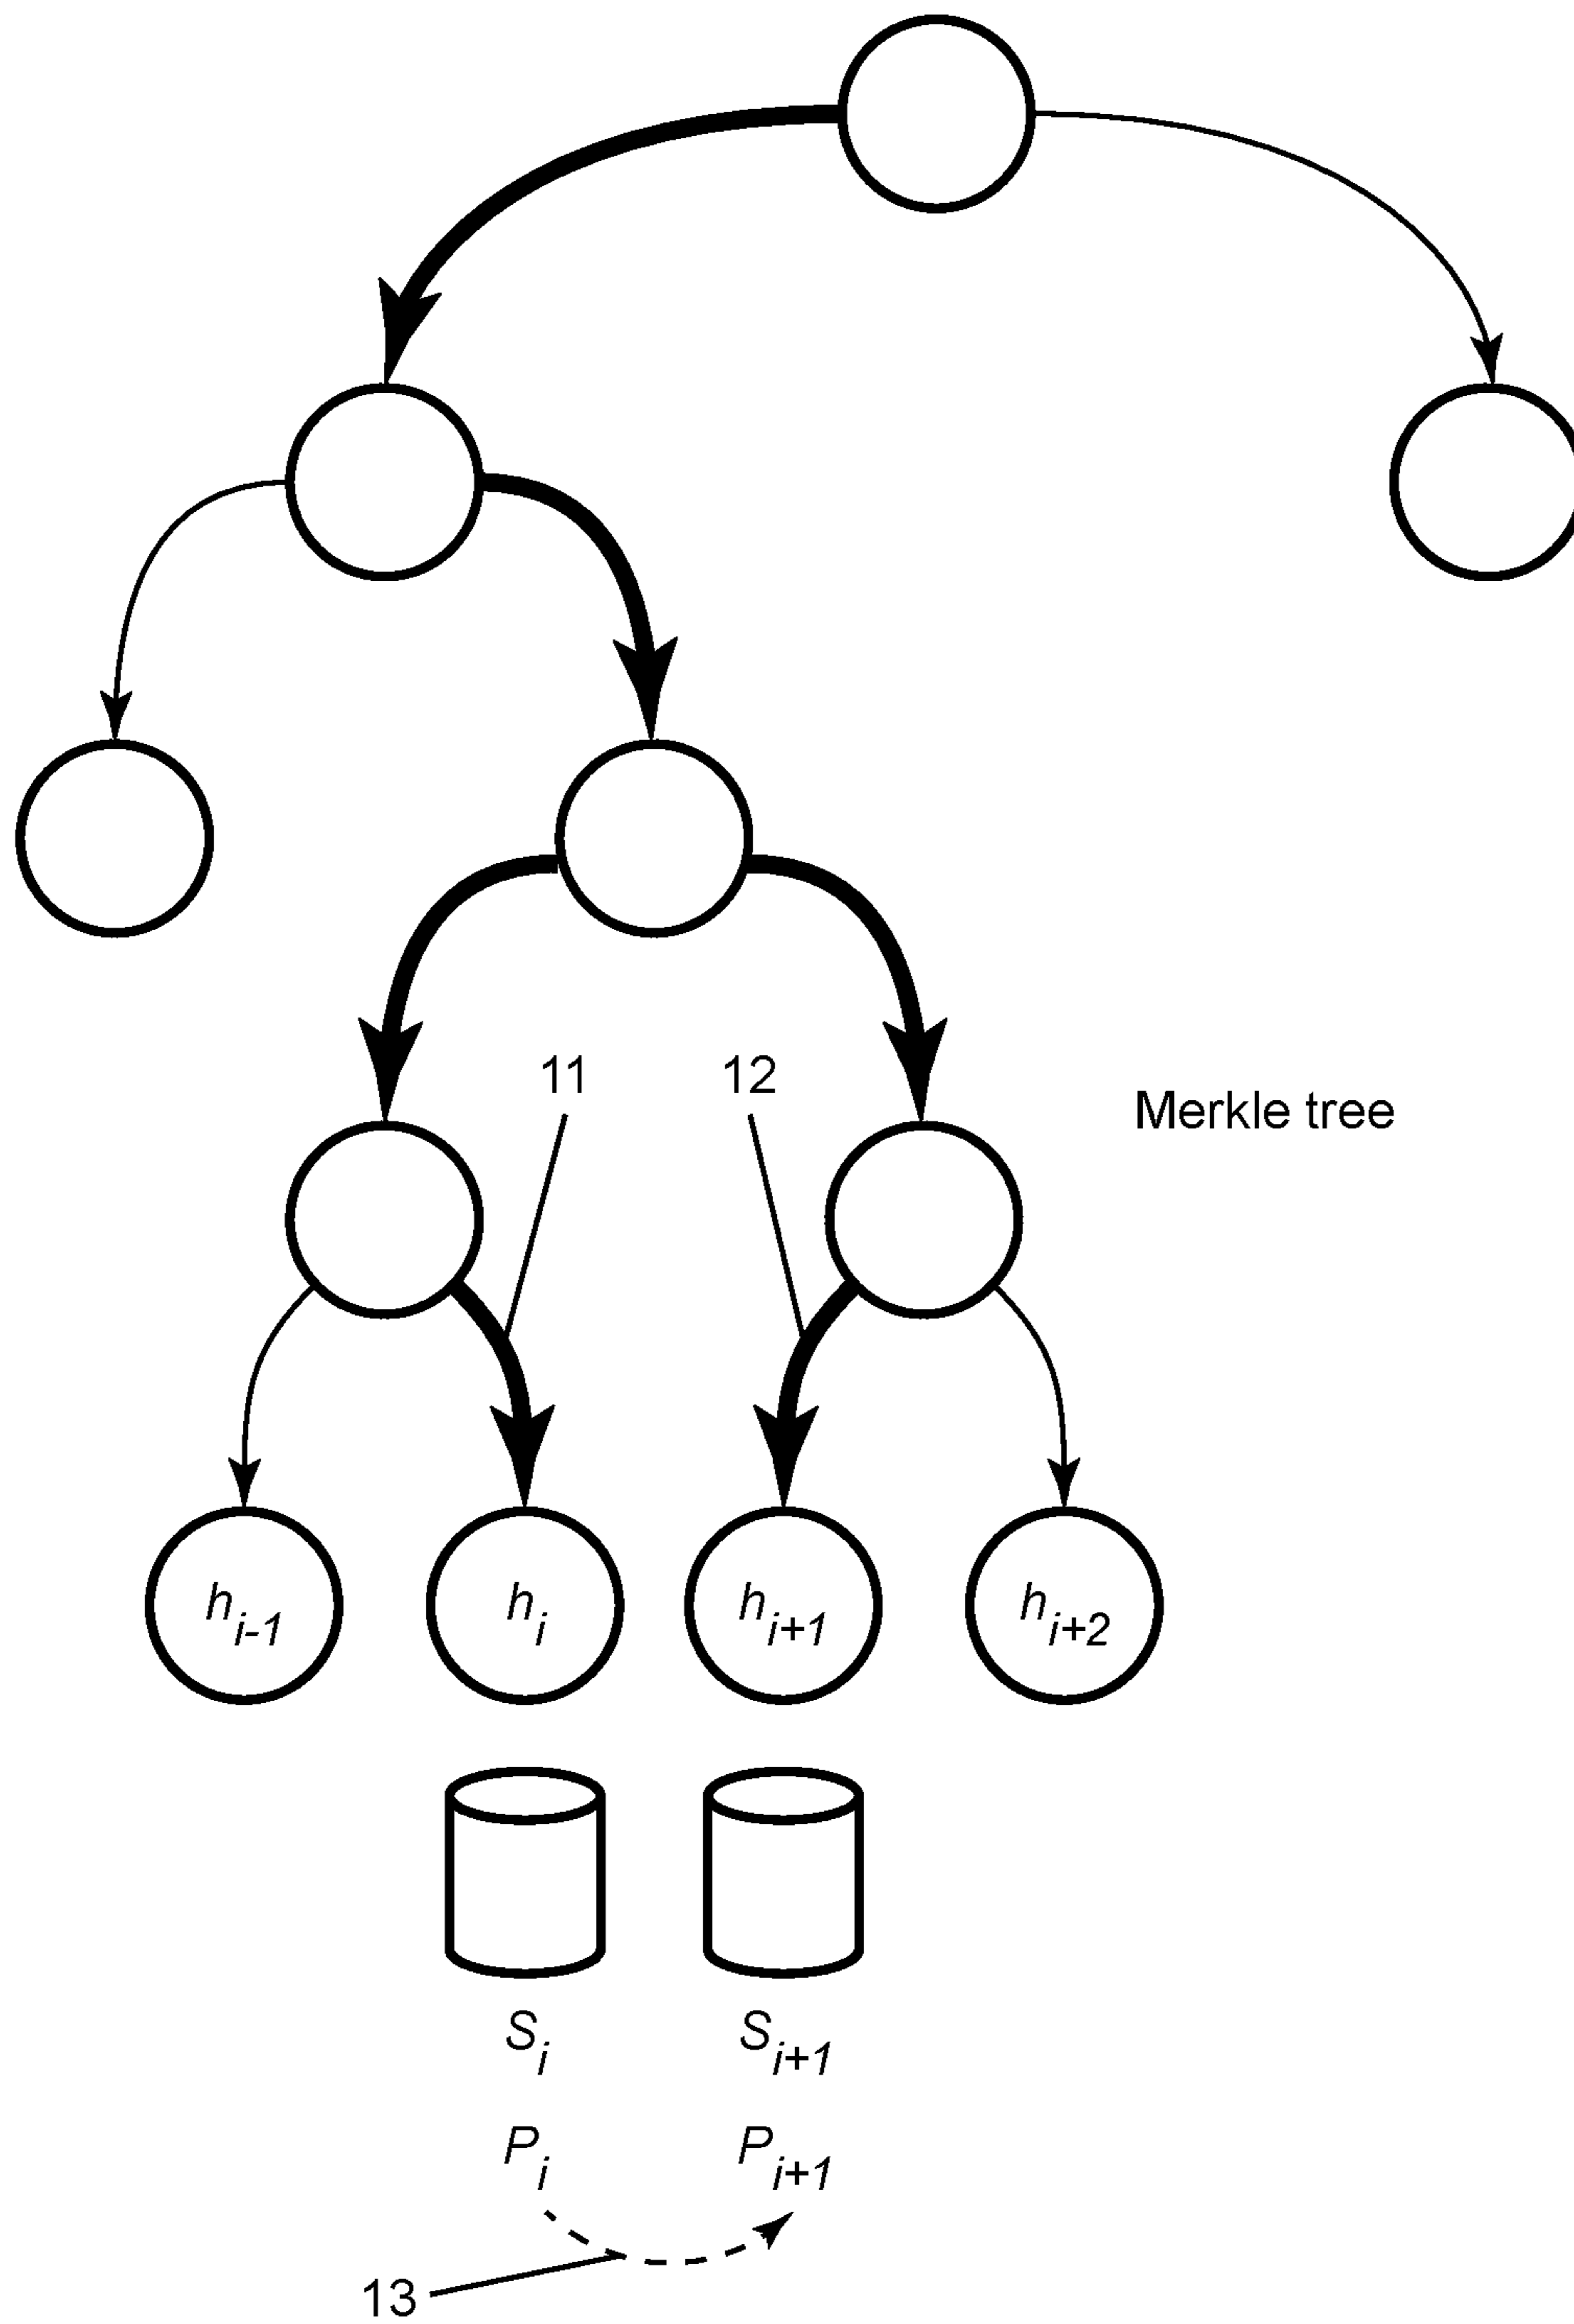 11 12
Merkle tree
h_{i-1} h_i h_{i+1} h_{i+2}
S_i S_{i+1}
P_i P_{i+1}
13